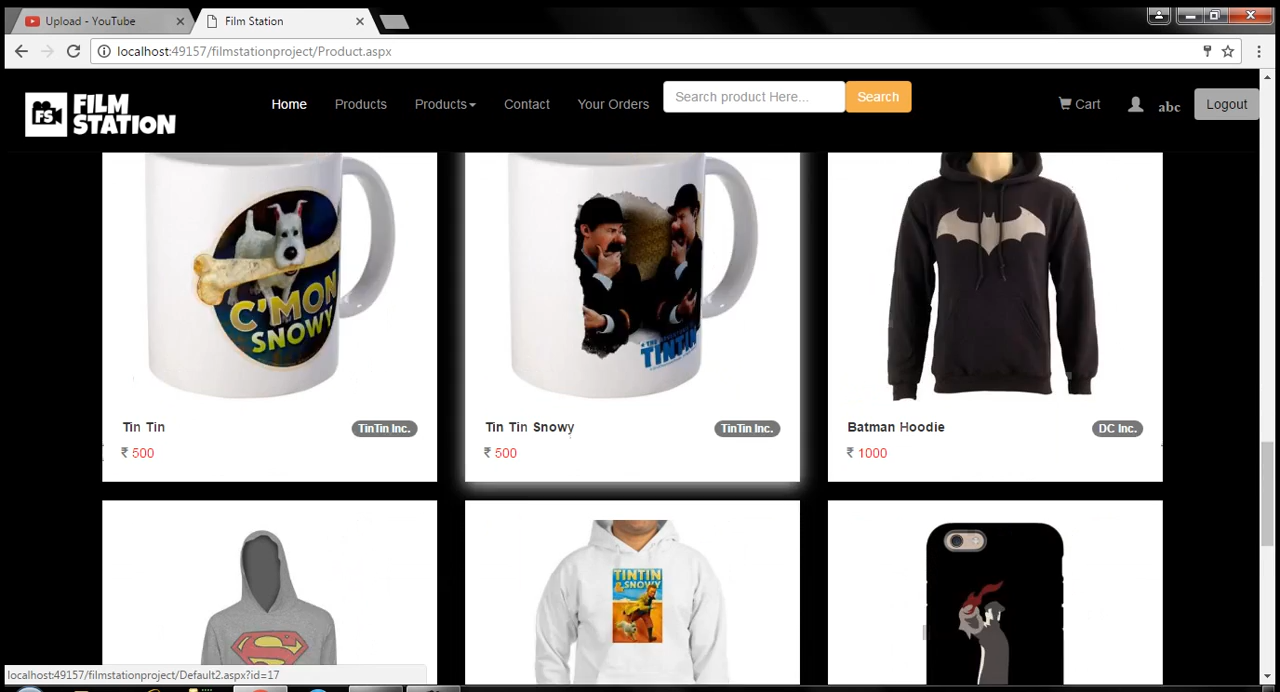 Upload - YouTube
Film Station
localhost:49157/filmstationproject/Product.aspx
FS FILM STATION
Home Products Products Contact Your Orders Search product Here... Search Cart abc Logout
C'MON
SNOWY
TINTIN
Tin Tin TinTin Inc.
₹ 500
Tin Tin Snowy TinTin Inc.
₹ 500
Batman Hoodie DC Inc.
₹ 1000
TINTIN
& SNOWY
localhost:49157/filmstationproject/Default2.aspx?id=17